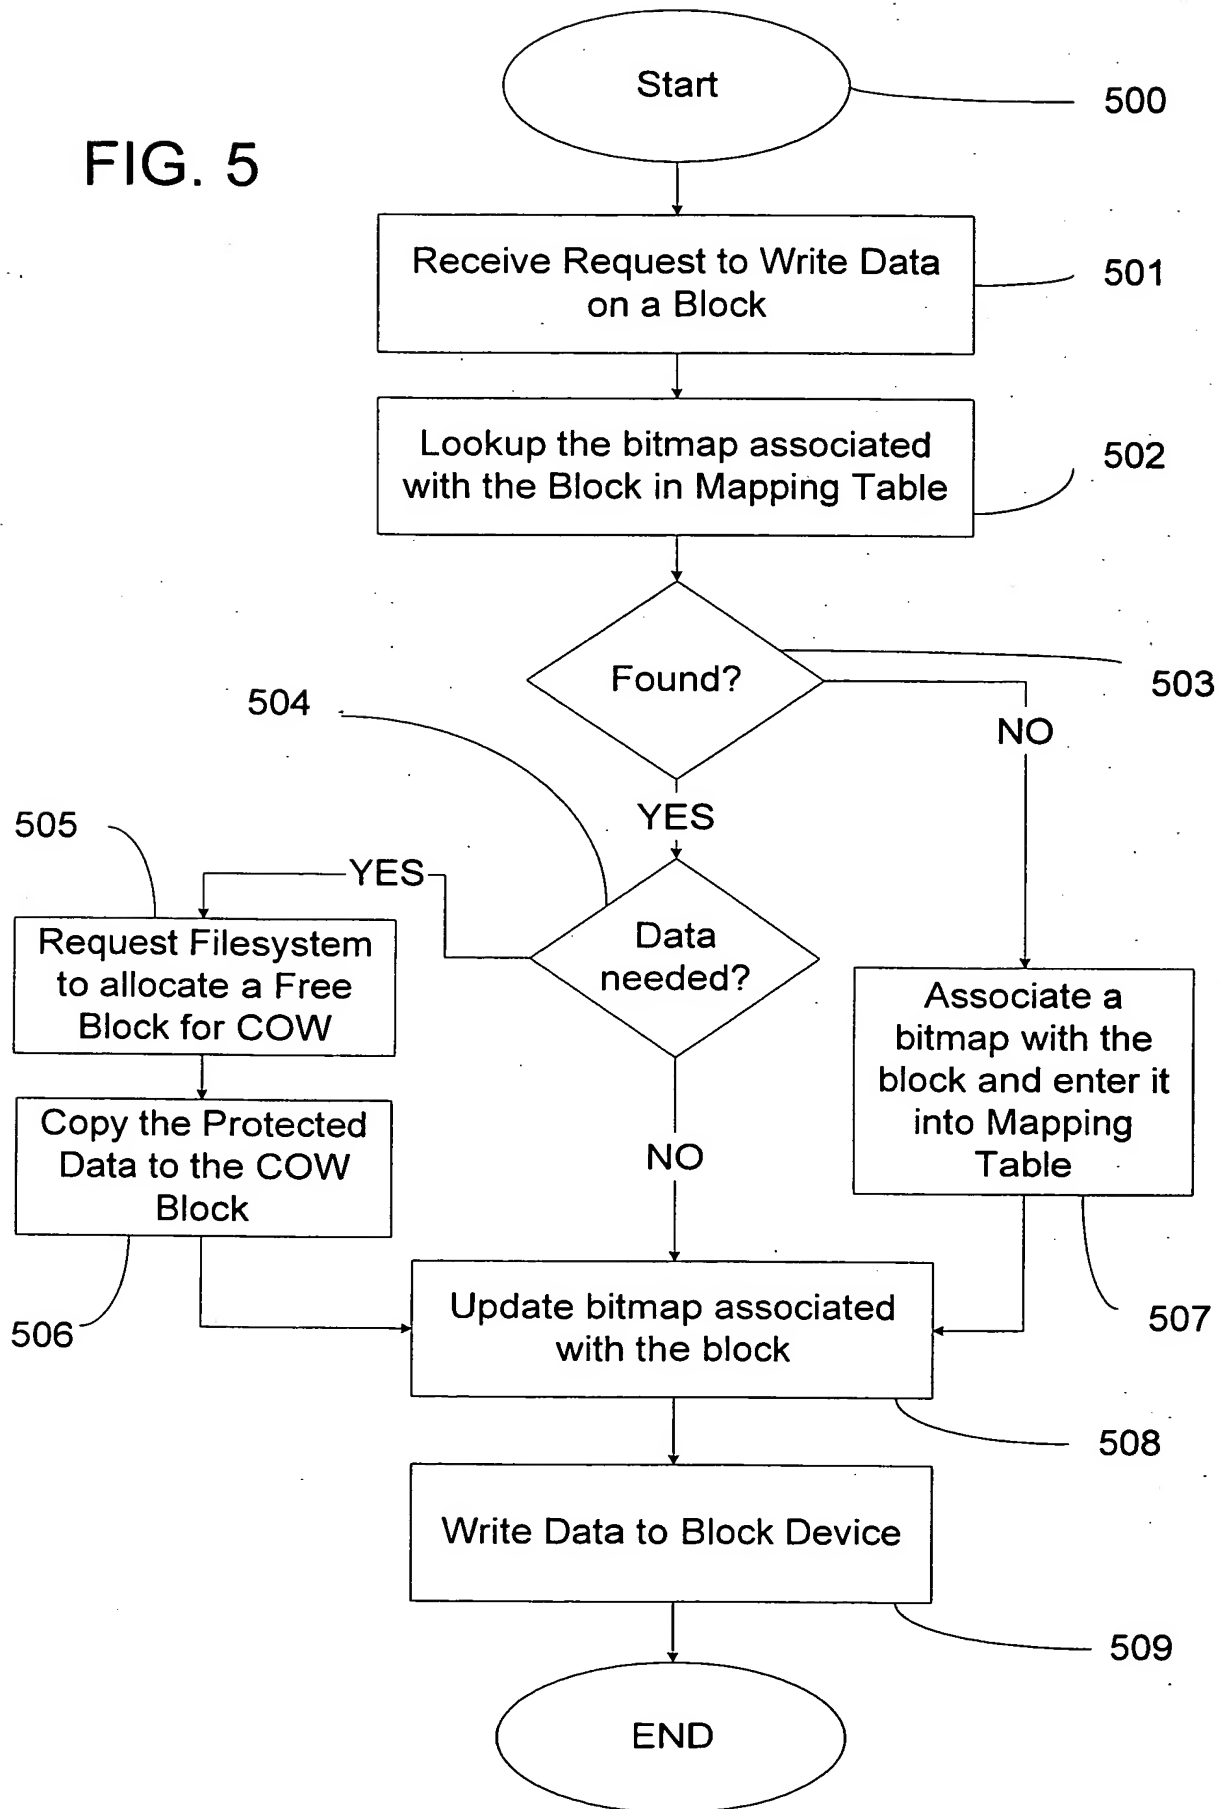 Start
500
FIG. 5
Receive Request to Write Data
on a Block
501
Lookup the bitmap associated
with the Block in Mapping Table
502
Found?
503
504
NO
YES
505
YES
Request Filesystem
to allocate a Free
Block for COW
Data
needed?
Associate a
bitmap with the
block and enter it
into Mapping
Table
Copy the Protected
Data to the COW
Block
NO
506
Update bitmap associated
with the block
507
508
Write Data to Block Device
509
END